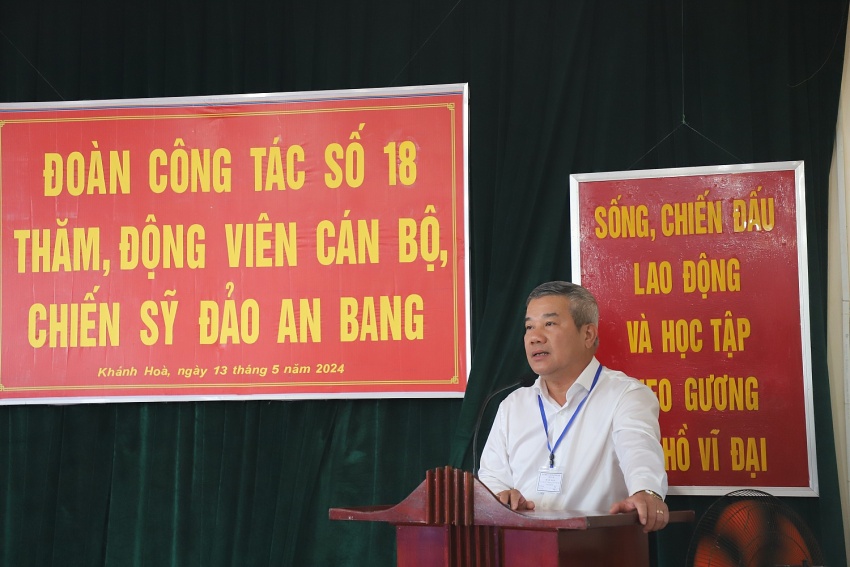 ĐOÀN CÔNG TÁC SỐ 18
THĂM, ĐỘNG VIÊN CÁN BỘ,
CHIẾN SỸ ĐẢO AN BANG
Khánh Hoà, ngày 13 tháng 5 năm 2024
SỐNG, CHIẾN ĐẤU
LAO ĐỘNG
VÀ HỌC TẬP
GƯƠNG
HỒ VĨ ĐẠI